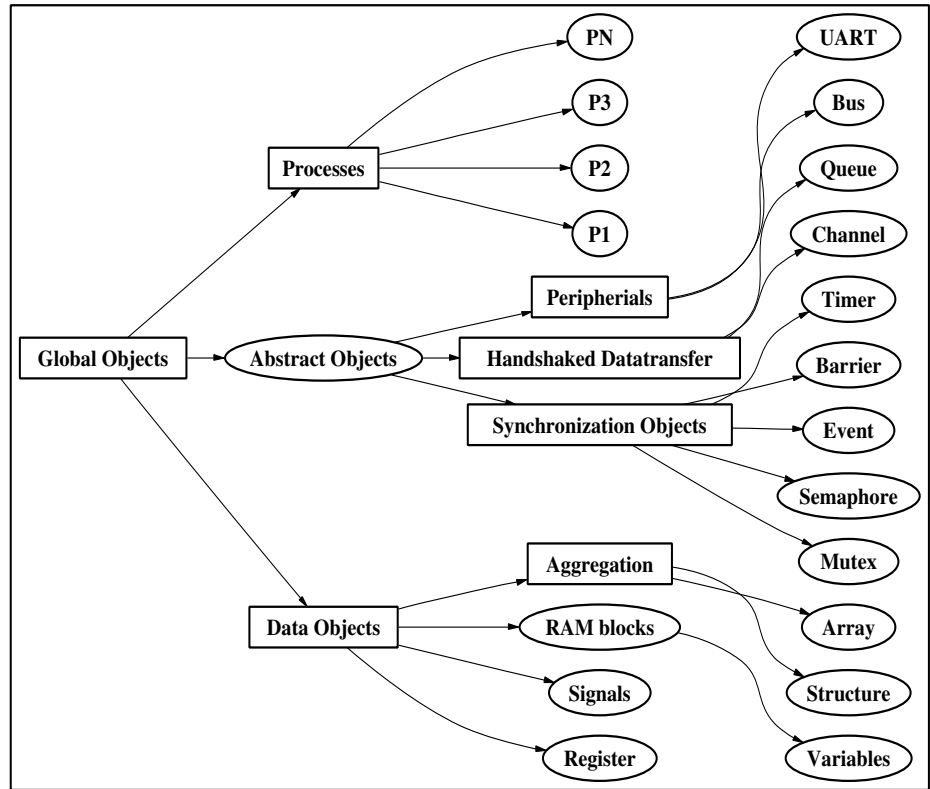 PN
UART
P3
Bus
Processes
P2
Queue
P1
Channel
Peripherials
Timer
Global Objects
Abstract Objects
Handshaked Datatransfer
Barrier
Synchronization Objects
Event
Semaphore
Aggregation
Mutex
Data Objects
RAM blocks
Array
Signals
Structure
Register
Variables